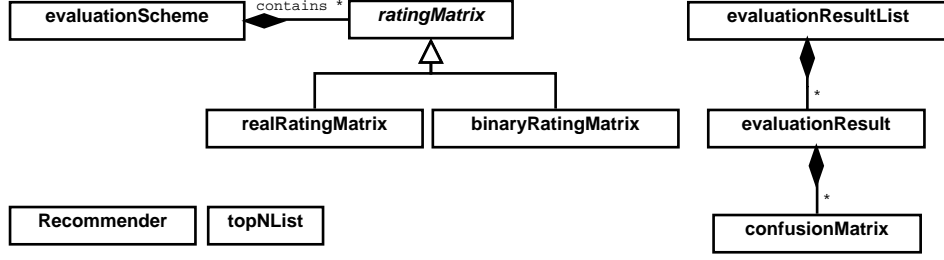 evaluationScheme
contains *
ratingMatrix
evaluationResultList
*
realRatingMatrix
binaryRatingMatrix
evaluationResult
*
Recommender
topNList
confusionMatrix